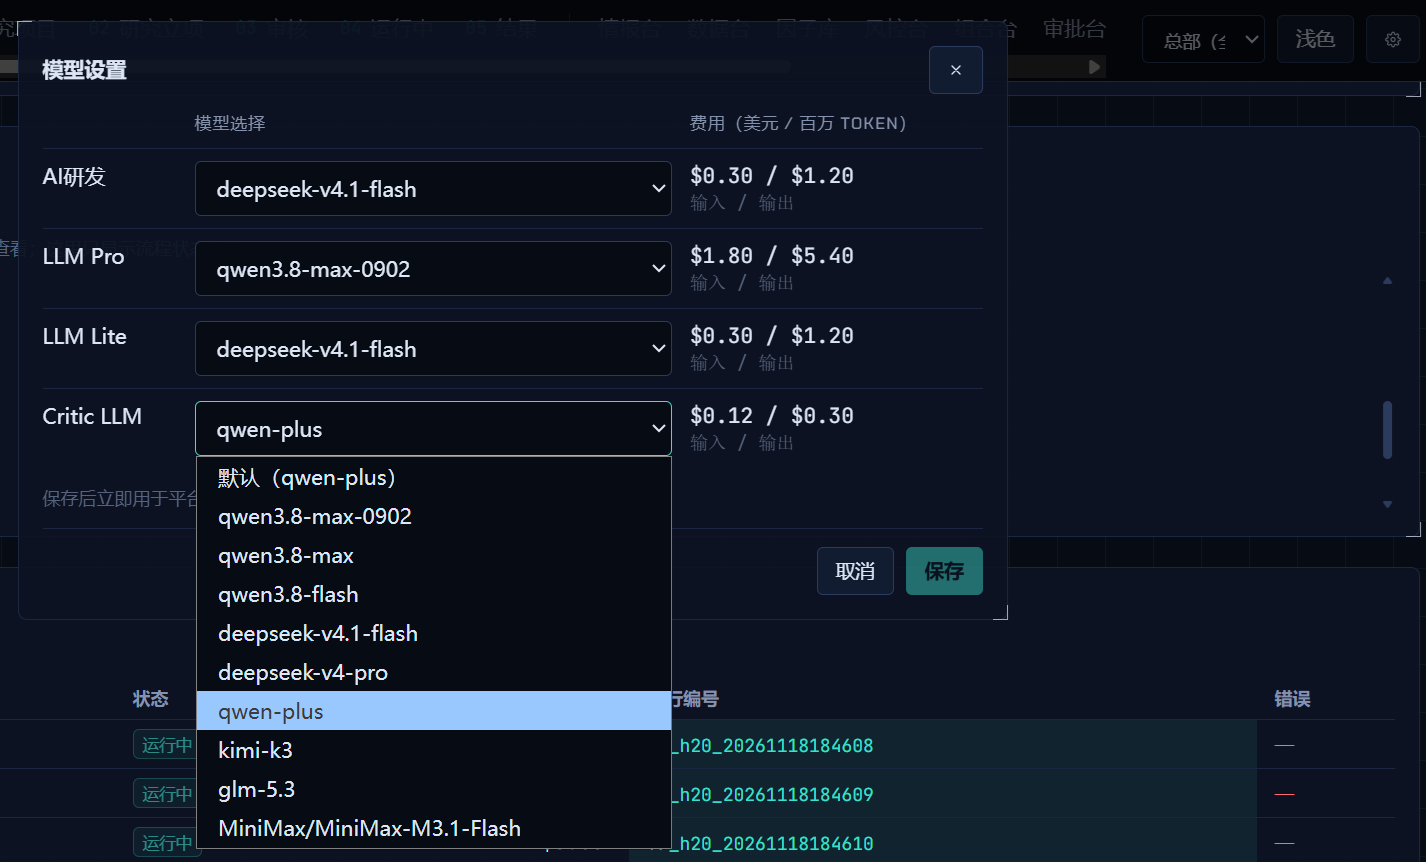 审批台
总部（全
浅色
模型设置
×
模型选择
费用（美元 / 百万 TOKEN）
AI研发
deepseek-v4.1-flash
$0.30 / $1.20
输入 / 输出
LLM Pro
qwen3.8-max-0902
$1.80 / $5.40
输入 / 输出
LLM Lite
deepseek-v4.1-flash
$0.30 / $1.20
输入 / 输出
Critic LLM
qwen-plus
$0.12 / $0.30
输入 / 输出
默认（qwen-plus）
qwen3.8-max-0902
qwen3.8-max
qwen3.8-flash
deepseek-v4.1-flash
deepseek-v4-pro
qwen-plus
kimi-k3
glm-5.3
MiniMax/MiniMax-M3.1-Flash
保存后立即用于平台
取消
保存
状态
行编号
错误
运行中
_h20_20261118184608
—
运行中
_h20_20261118184609
—
运行中
_h20_20261118184610
—